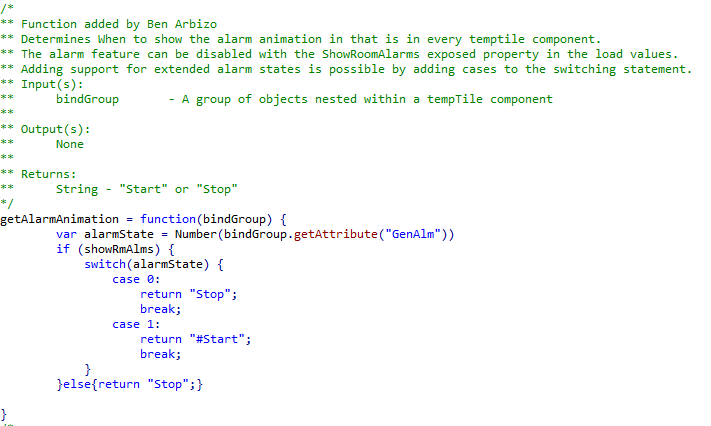 /*
** Function added by Ben Arbizo
** Determines When to show the alarm animation in that is in every temptile component.
** The alarm feature can be disabled with the ShowRoomAlarms exposed property in the load values.
** Adding support for extended alarm states is possible by adding cases to the switching statement.
** Input(s):
**      bindGroup       - A group of objects nested within a tempTile component
**
** Output(s):
**      None
**
** Returns:
**      String - "Start" or "Stop"
*/
getAlarmAnimation = function(bindGroup) {
        var alarmState = Number(bindGroup.getAttribute("GenAlm"))
        if (showRmAlms) {
            switch(alarmState) {
                case 0:
                    return "Stop";
                    break;
                case 1:
                    return "#Start";
                    break;
            }
        }else{return "Stop";}
}
/*